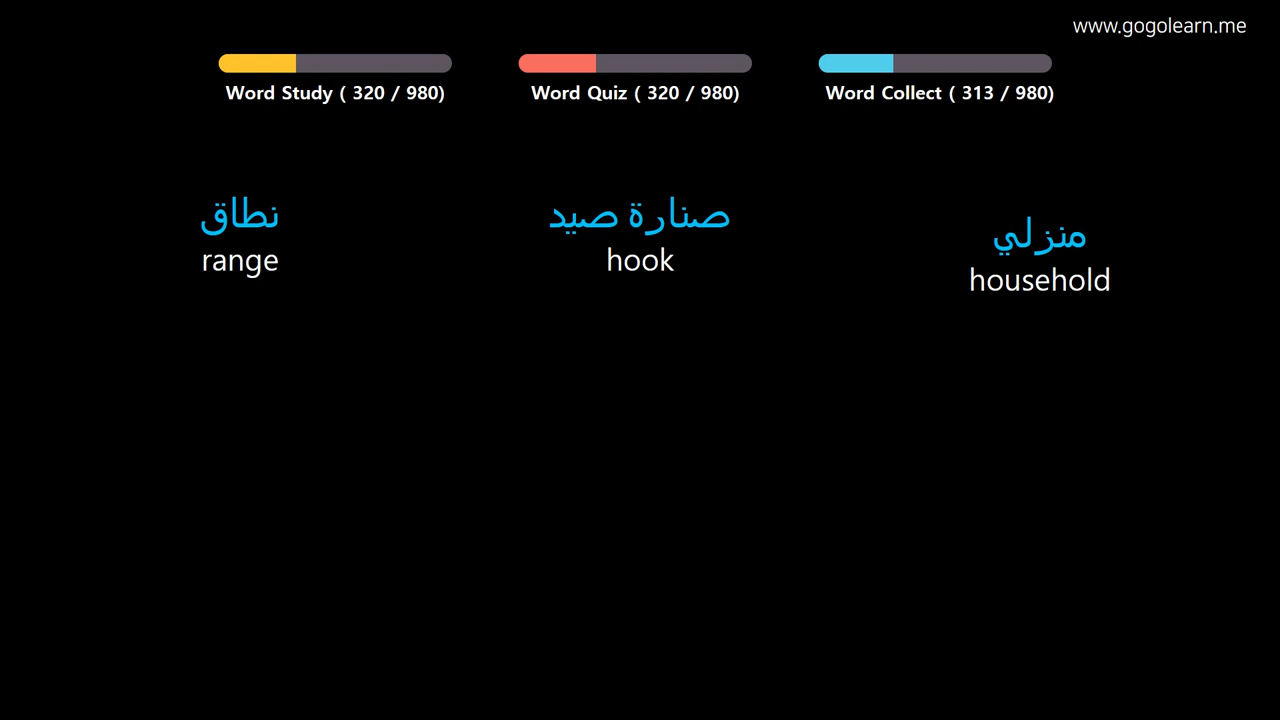 www.gogolearn.me
Word Study ( 320 / 980)
Word Quiz ( 320 / 980)
Word Collect ( 313 / 980)
نطاق
range
صنارة صيد
hook
منزلي
household